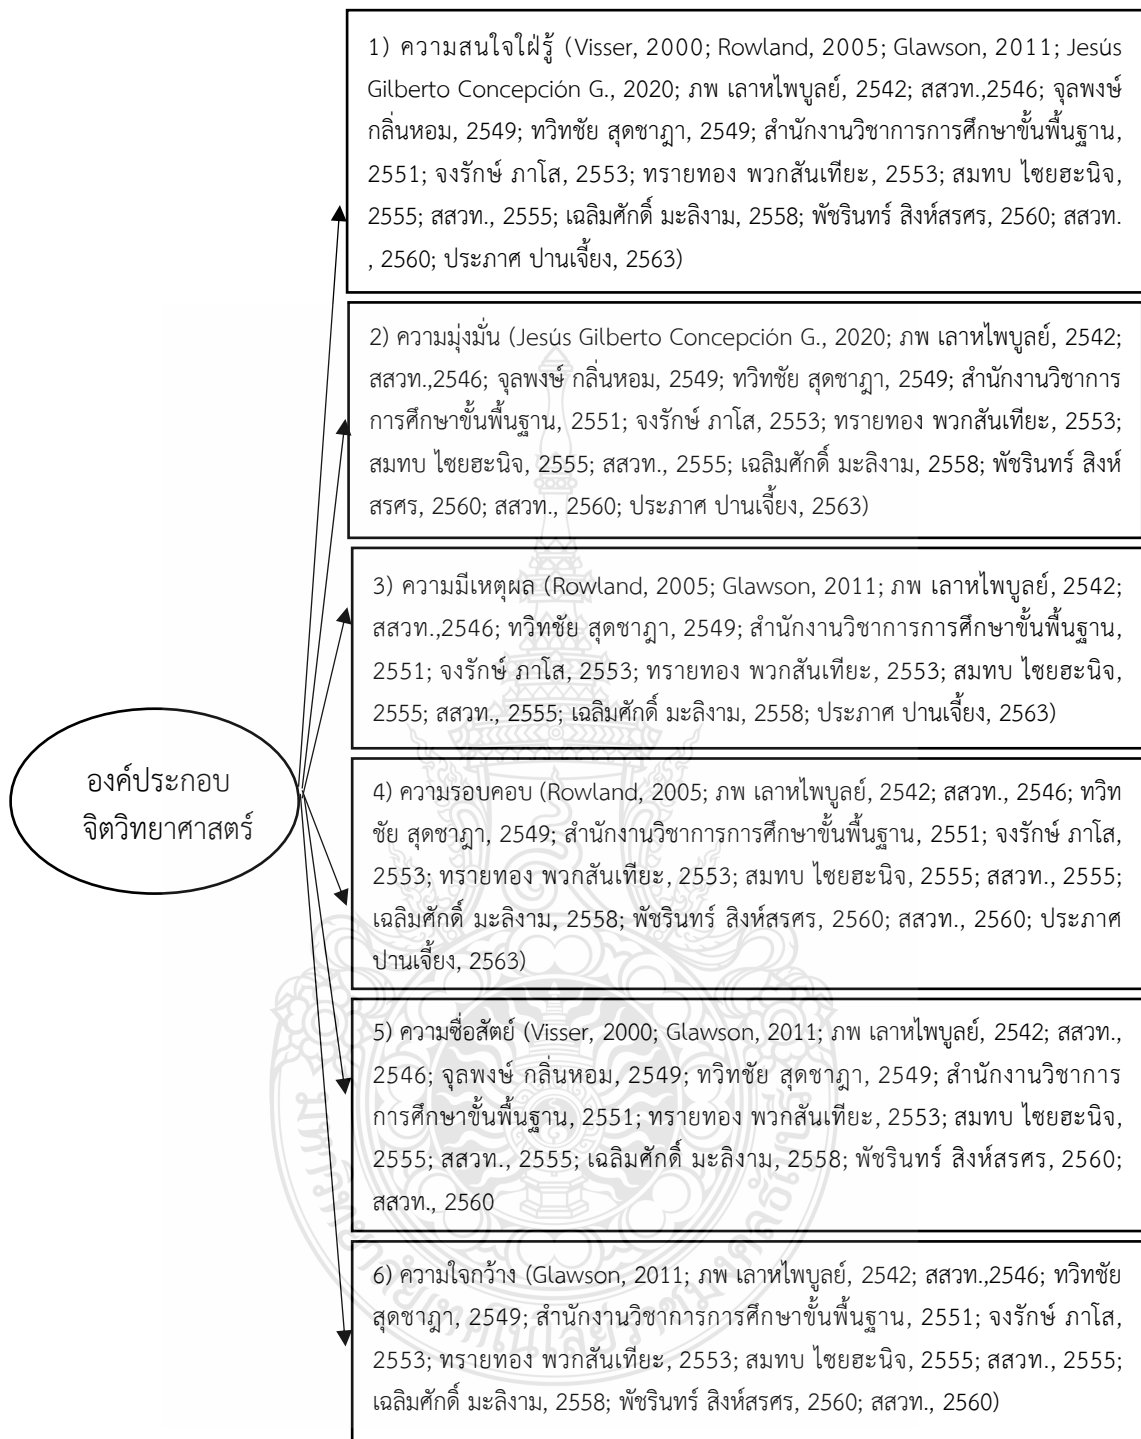 1) ความสนใจใฝ่รู้ (Visser, 2000; Rowland, 2005; Glawson, 2011; Jesús
Gilberto Concepción G., 2020; ภพ เลาหไพบูลย์, 2542; สสวท.,2546; จุลพงษ์
กลิ่นหอม, 2549; ทวิทชัย สุดชาฎา, 2549; สำนักงานวิชาการการศึกษาขั้นพื้นฐาน,
2551; จงรักษ์ ภาโส, 2553; ทรายทอง พวกสันเทียะ, 2553; สมทบ ไชยฮะนิจ,
2555; สสวท., 2555; เฉลิมศักดิ์ มะลิงาม, 2558; พัชรินทร์ สิงห์สรศร, 2560; สสวท.
, 2560; ประภาศ ปานเจี้ยง, 2563)
2) ความมุ่งมั่น (Jesús Gilberto Concepción G., 2020; ภพ เลาหไพบูลย์, 2542;
สสวท.,2546; จุลพงษ์ กลิ่นหอม, 2549; ทวิทชัย สุดชาฎา, 2549; สำนักงานวิชาการ
การศึกษาขั้นพื้นฐาน, 2551; จงรักษ์ ภาโส, 2553; ทรายทอง พวกสันเทียะ, 2553;
สมทบ ไชยฮะนิจ, 2555; สสวท., 2555; เฉลิมศักดิ์ มะลิงาม, 2558; พัชรินทร์ สิงห์
สรศร, 2560; สสวท., 2560; ประภาศ ปานเจี้ยง, 2563)
3) ความมีเหตุผล (Rowland, 2005; Glawson, 2011; ภพ เลาหไพบูลย์, 2542;
สสวท.,2546; ทวิทชัย สุดชาฎา, 2549; สำนักงานวิชาการการศึกษาขั้นพื้นฐาน,
2551; จงรักษ์ ภาโส, 2553; ทรายทอง พวกสันเทียะ, 2553; สมทบ ไชยฮะนิจ,
2555; สสวท., 2555; เฉลิมศักดิ์ มะลิงาม, 2558; ประภาศ ปานเจี้ยง, 2563)
องค์ประกอบ
จิตวิทยาศาสตร์
4) ความรอบคอบ (Rowland, 2005; ภพ เลาหไพบูลย์, 2542; สสวท., 2546; ทวิท
ชัย สุดชาฎา, 2549; สำนักงานวิชาการการศึกษาขั้นพื้นฐาน, 2551; จงรักษ์ ภาโส,
2553; ทรายทอง พวกสันเทียะ, 2553; สมทบ ไชยฮะนิจ, 2555; สสวท., 2555;
เฉลิมศักดิ์ มะลิงาม, 2558; พัชรินทร์ สิงห์สรศร, 2560; สสวท., 2560; ประภาศ
ปานเจี้ยง, 2563)
5) ความซื่อสัตย์ (Visser, 2000; Glawson, 2011; ภพ เลาหไพบูลย์, 2542; สสวท.,
2546; จุลพงษ์ กลิ่นหอม, 2549; ทวิทชัย สุดชาฎา, 2549; สำนักงานวิชาการ
การศึกษาขั้นพื้นฐาน, 2551; ทรายทอง พวกสันเทียะ, 2553; สมทบ ไชยฮะนิจ,
2555; สสวท., 2555; เฉลิมศักดิ์ มะลิงาม, 2558; พัชรินทร์ สิงห์สรศร, 2560;
สสวท., 2560
6) ความใจกว้าง (Glawson, 2011; ภพ เลาหไพบูลย์, 2542; สสวท.,2546; ทวิทชัย
สุดชาฎา, 2549; สำนักงานวิชาการการศึกษาขั้นพื้นฐาน, 2551; จงรักษ์ ภาโส,
2553; ทรายทอง พวกสันเทียะ, 2553; สมทบ ไชยฮะนิจ, 2555; สสวท., 2555;
เฉลิมศักดิ์ มะลิงาม, 2558; พัชรินทร์ สิงห์สรศร, 2560; สสวท., 2560)